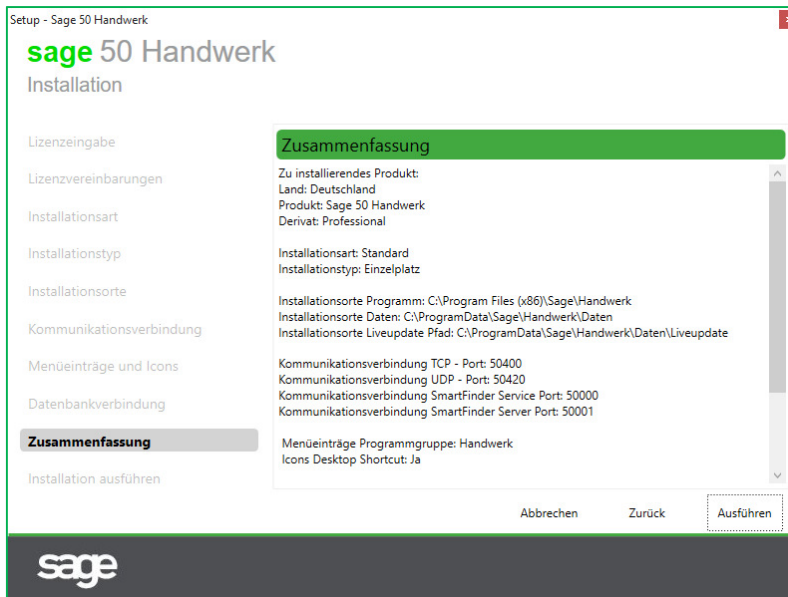 Setup - Sage 50 Handwerk
sage 50 Handwerk
Installation
Lizenzeingabe
Lizenzvereinbarungen
Installationsart
Installationstyp
Installationsorte
Kommunikationsverbindung
Menüeinträge und Icons
Datenbankverbindung
Zusammenfassung
Installation ausführen
Zusammenfassung
Zu installierendes Produkt:
Land: Deutschland
Produkt: Sage 50 Handwerk
Derivat: Professional
Installationsart: Standard
Installationstyp: Einzelplatz
Installationsorte Programm: C:\Program Files (x86)\Sage\Handwerk
Installationsorte Daten: C:\ProgramData\Sage\Handwerk\Daten
Installationsorte Liveupdate Pfad: C:\ProgramData\Sage\Handwerk\Daten\Liveupdate
Kommunikationsverbindung TCP - Port: 50400
Kommunikationsverbindung UDP - Port: 50420
Kommunikationsverbindung SmartFinder Service Port: 50000
Kommunikationsverbindung SmartFinder Server Port: 50001
Menüeinträge Programmgruppe: Handwerk
Icons Desktop Shortcut: Ja
Abbrechen Zurück Ausführen
sage